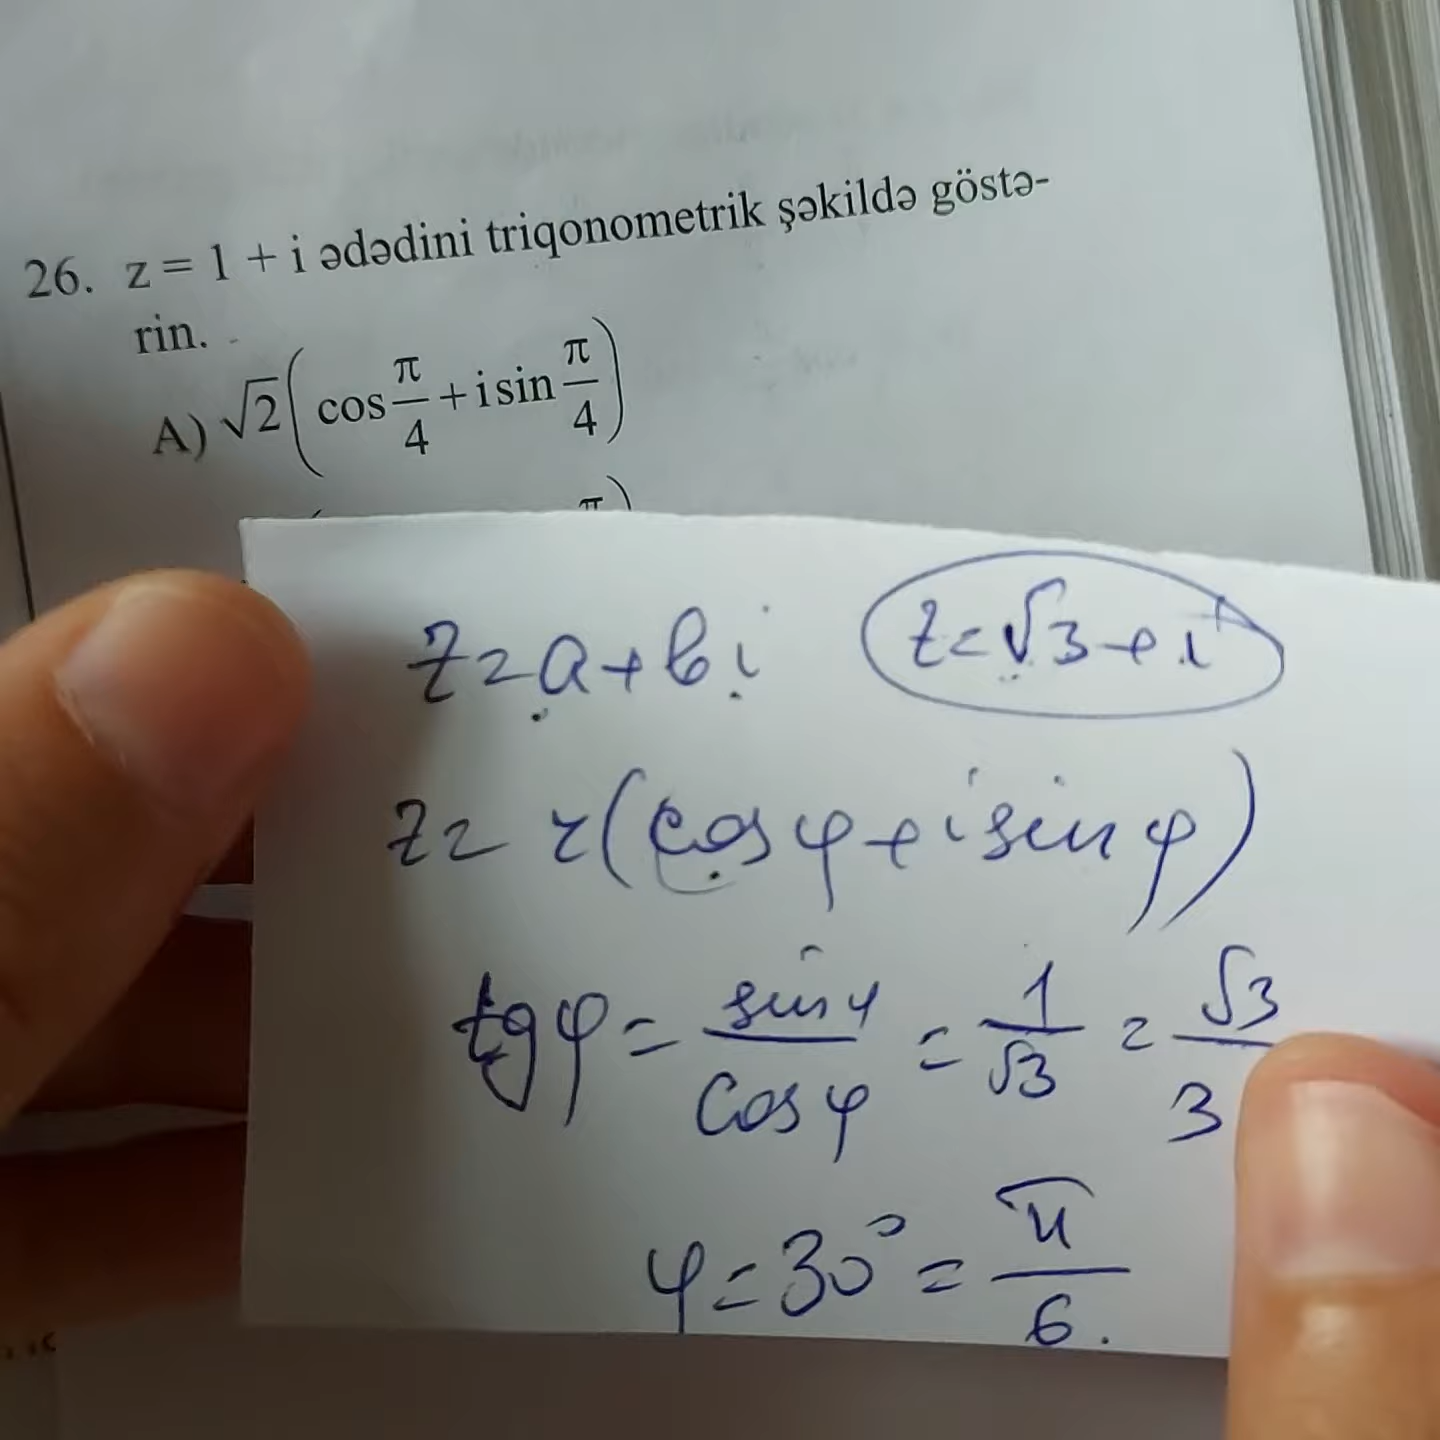 26. z = 1 + i ədədini triqonometrik şəkildə göstə-
rin.
A) √2(cos π/4 + i sin π/4)
π)
z = a + bi
z = √3 + i
z = r(cos φ + i sin φ)
tg φ = sin φ / cos φ = 1/√3 = √3/3
φ = 30° = π/6.